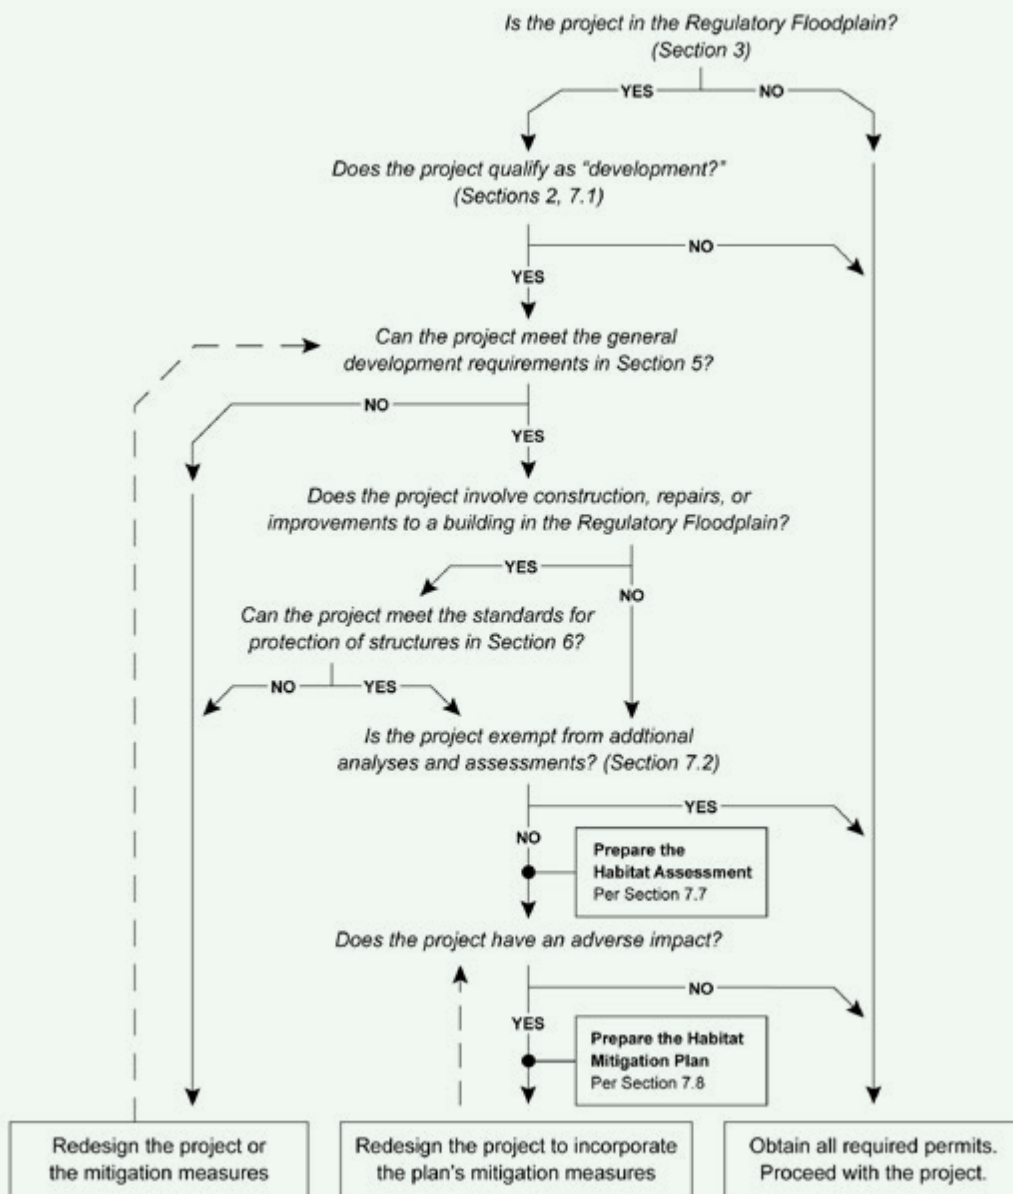 Is the project in the Regulatory Floodplain?
(Section 3)
YES
NO
Does the project qualify as “development?”
(Sections 2, 7.1)
NO
YES
Can the project meet the general
development requirements in Section 5?
NO
YES
Does the project involve construction, repairs, or
improvements to a building in the Regulatory Floodplain?
YES
NO
Can the project meet the standards for
protection of structures in Section 6?
NO
YES
Is the project exempt from addtional
analyses and assessments? (Section 7.2)
YES
NO
Prepare the
Habitat Assessment
Per Section 7.7
Does the project have an adverse impact?
NO
YES
Prepare the Habitat
Mitigation Plan
Per Section 7.8
Redesign the project or
the mitigation measures
Redesign the project to incorporate
the plan's mitigation measures
Obtain all required permits.
Proceed with the project.